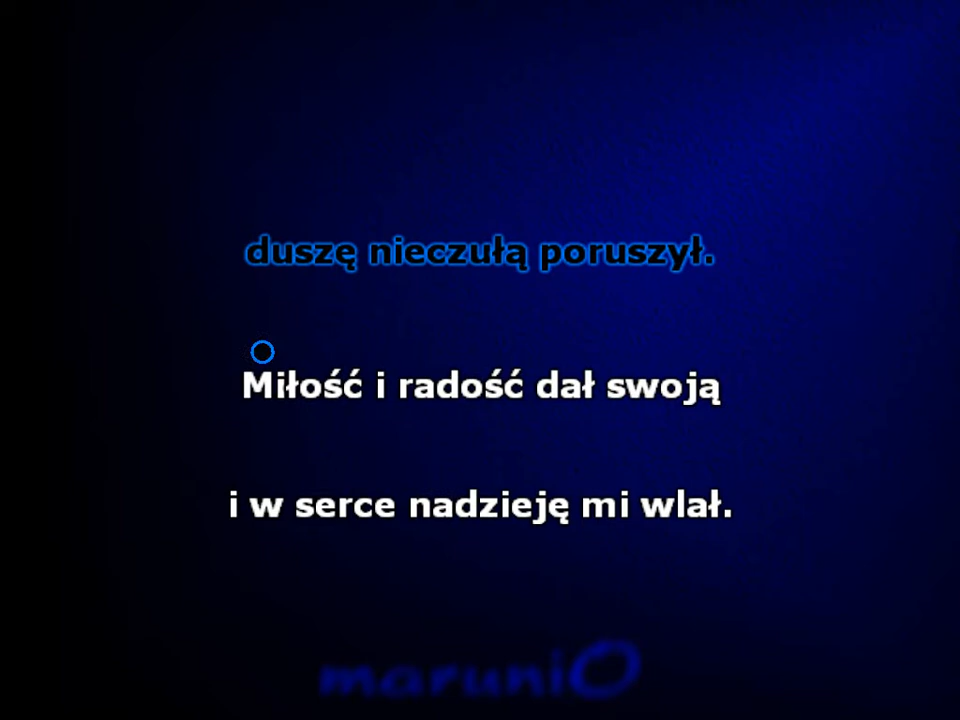 duszę nieczułą poruszył.
Miłość i radość dał swoją
i w serce nadzieję mi wlał.
maruniO